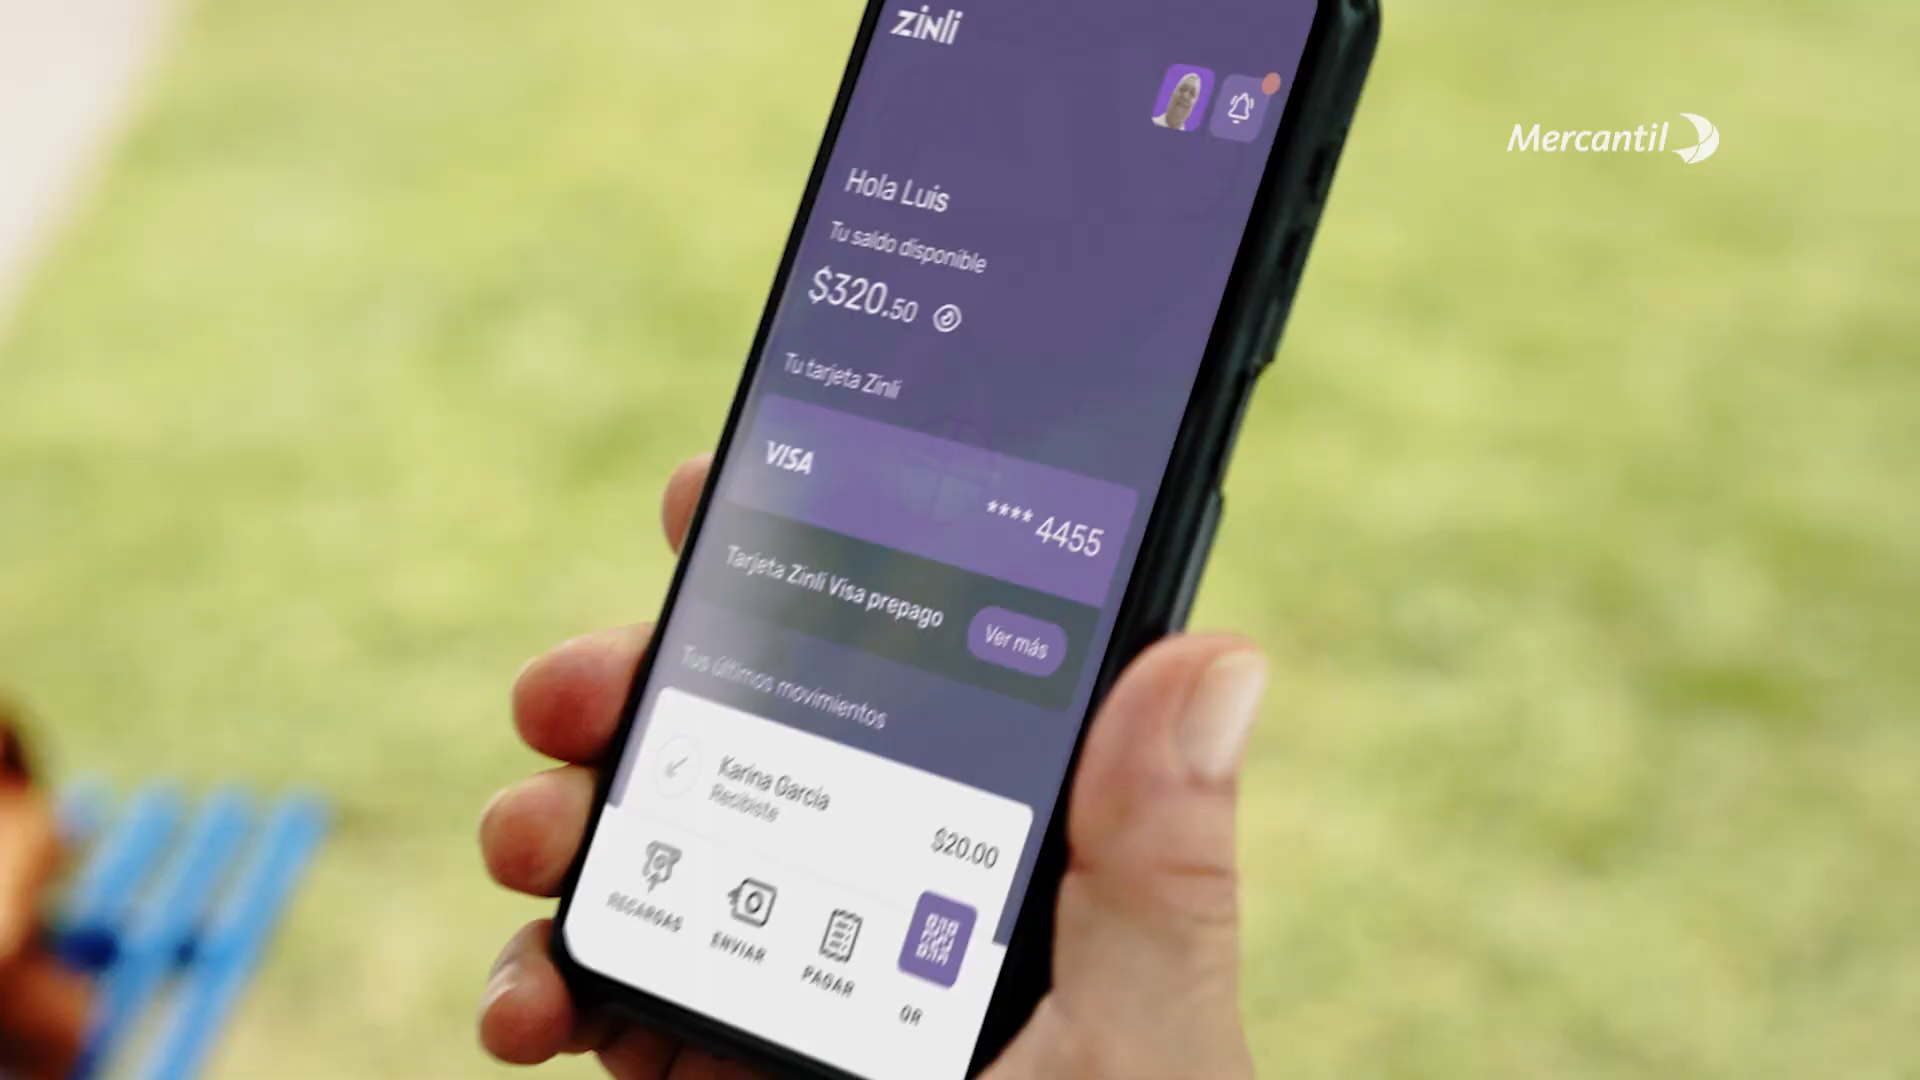 zinli
Mercantil
Hola Luis
Tu saldo disponible
$320.50
Tu tarjeta Zinli
VISA
**** 4455
Tarjeta Zinli Visa prepago
Ver más
Tus últimos movimientos
Karina García
Recibiste
$20.00
RECARGAS
ENVIAR
PAGAR
QR